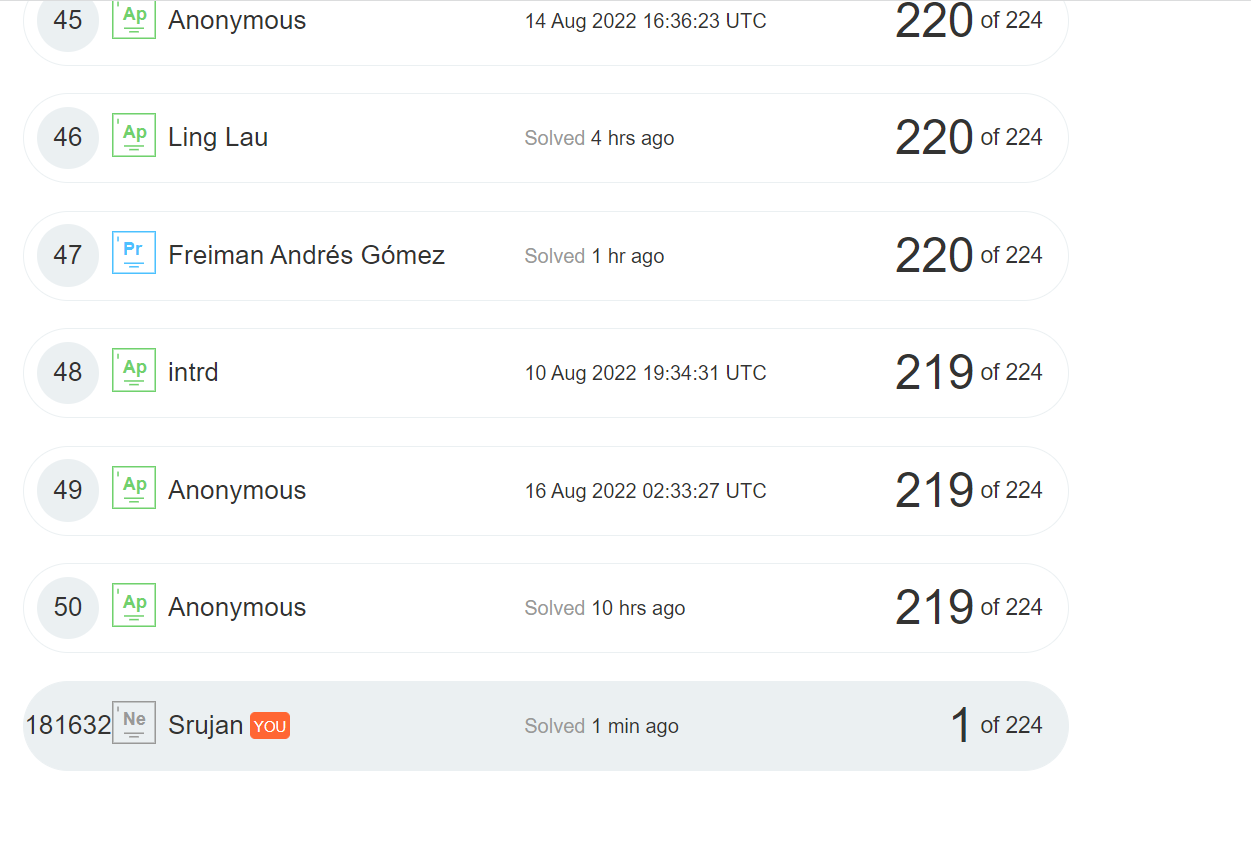 45 Ap Anonymous 14 Aug 2022 16:36:23 UTC 220 of 224
46 Ap Ling Lau Solved 4 hrs ago 220 of 224
47 Pr Freiman Andrés Gómez Solved 1 hr ago 220 of 224
48 Ap intrd 10 Aug 2022 19:34:31 UTC 219 of 224
49 Ap Anonymous 16 Aug 2022 02:33:27 UTC 219 of 224
50 Ap Anonymous Solved 10 hrs ago 219 of 224
181632 Ne Srujan YOU Solved 1 min ago 1 of 224